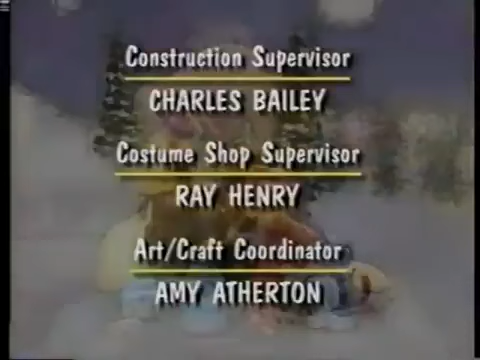 Construction Supervisor
CHARLES BAILEY
Costume Shop Supervisor
RAY HENRY
Art/Craft Coordinator
AMY ATHERTON